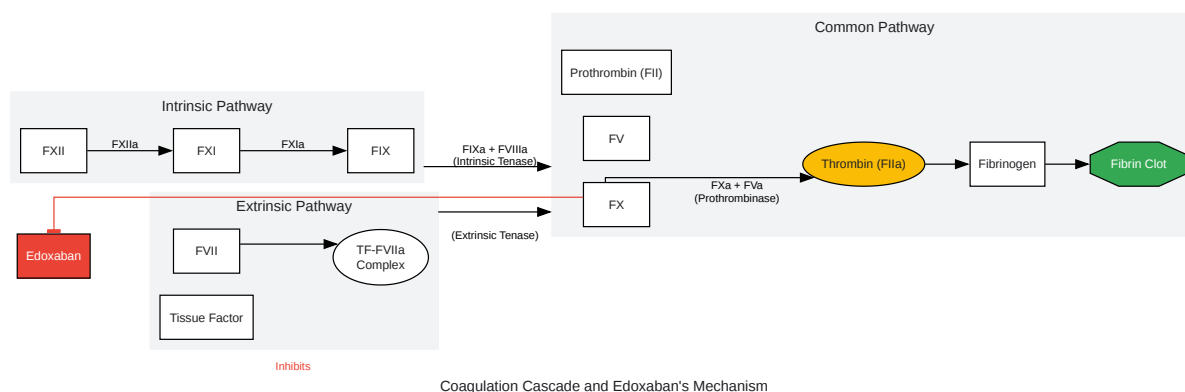 Common Pathway
Prothrombin (FII)
Intrinsic Pathway
FXII
FXIIa
FXI
FXIa
FIX
FIXa + FVIIIa
(Intrinsic Tenase)
FV
Thrombin (FIIa)
Fibrinogen
Fibrin Clot
FXa + FVa
(Prothrombinase)
FX
Extrinsic Pathway
(Extrinsic Tenase)
Edoxaban
FVII
TF-FVIIa
Complex
Tissue Factor
Inhibits
Coagulation Cascade and Edoxaban's Mechanism